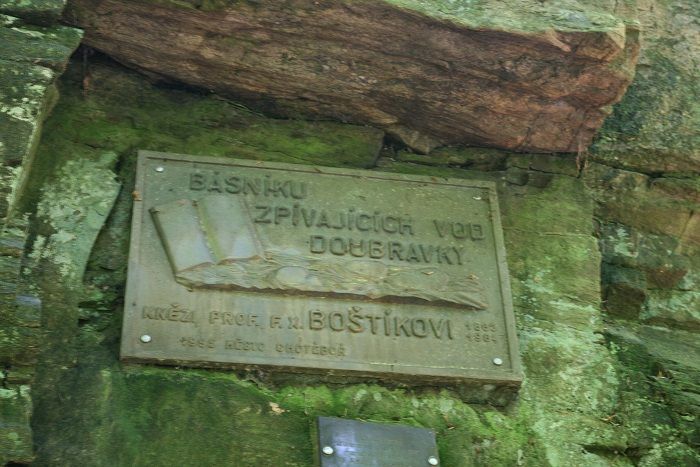 BÁSNÍKU
ZPÍVAJÍCÍCH VOD
DOUBRAVKY
KNĚZI, PROF. F. X. BOŠTÍKOVI
MĚSTO CHOTĚBOŘ